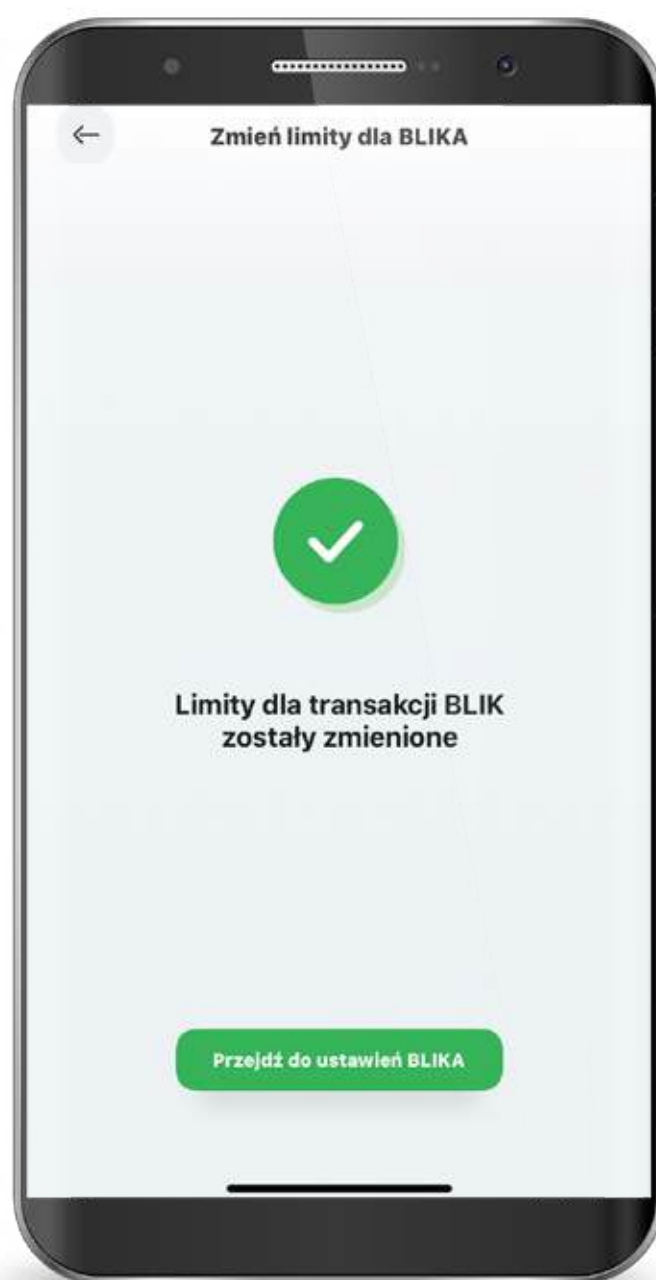 Zmień limity dla BLIKA
Limity dla transakcji BLIK
zostały zmienione
Przejdź do ustawień BLIKA